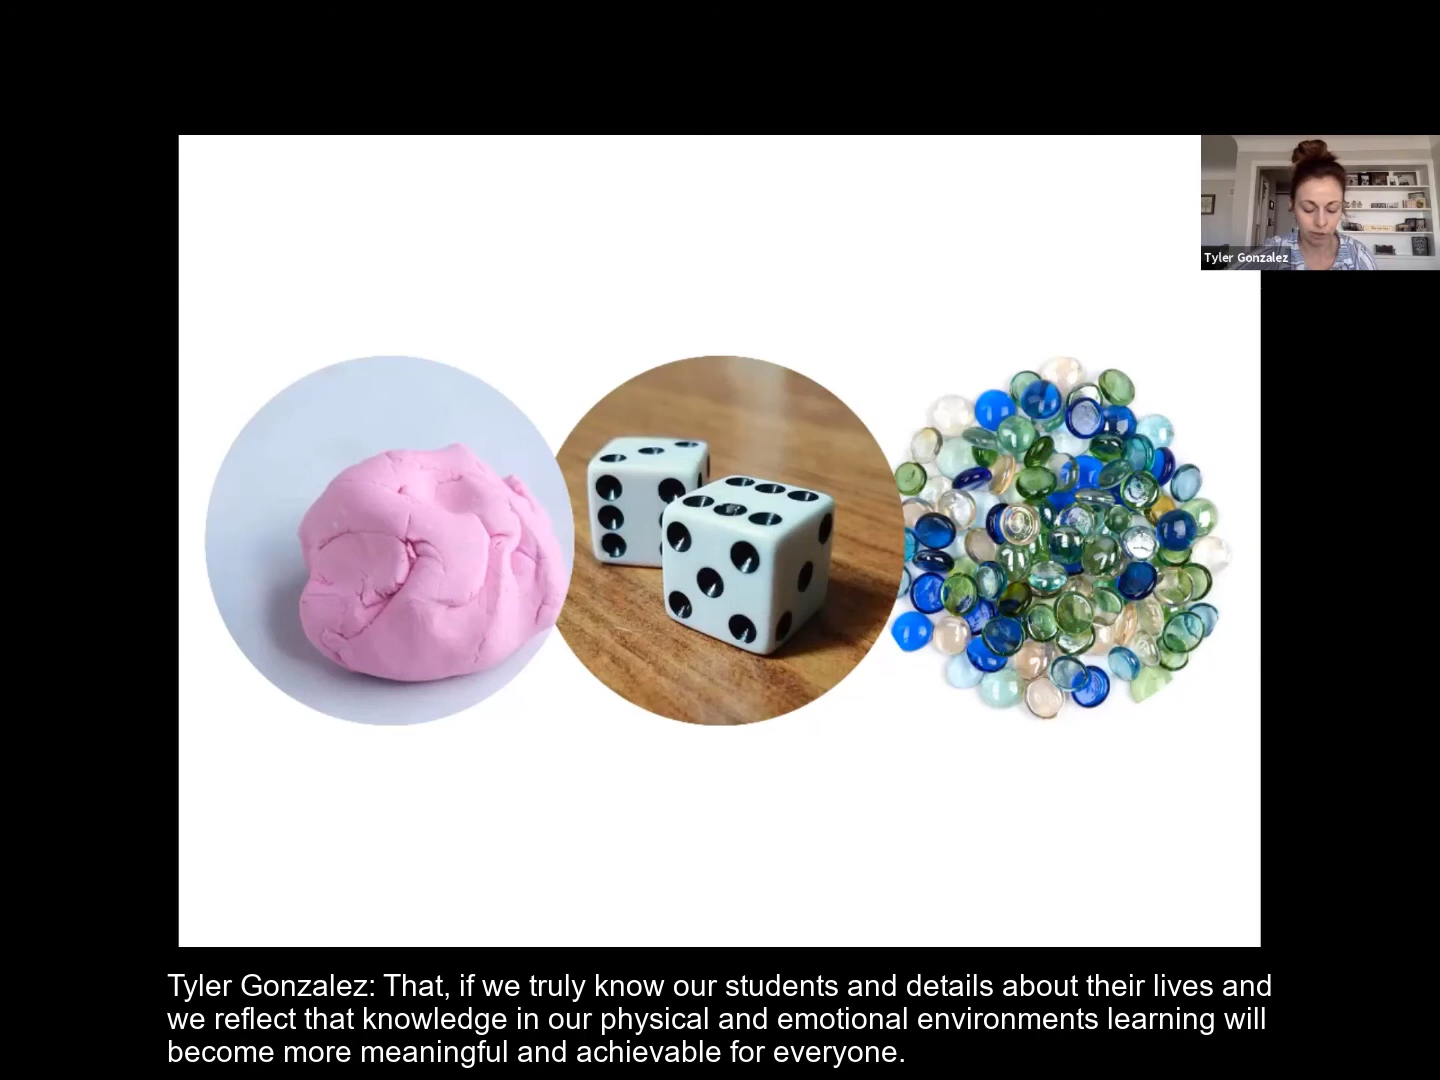 Tyler Gonzalez
Tyler Gonzalez: That, if we truly know our students and details about their lives and
we reflect that knowledge in our physical and emotional environments learning will
become more meaningful and achievable for everyone.